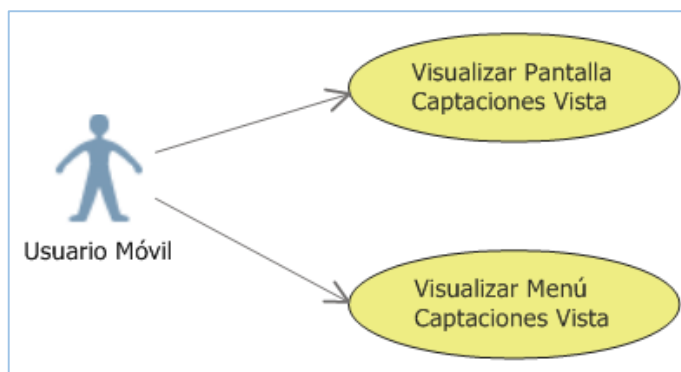 Visualizar Pantalla
Captaciones Vista
Usuario Móvil
Visualizar Menú
Captaciones Vista